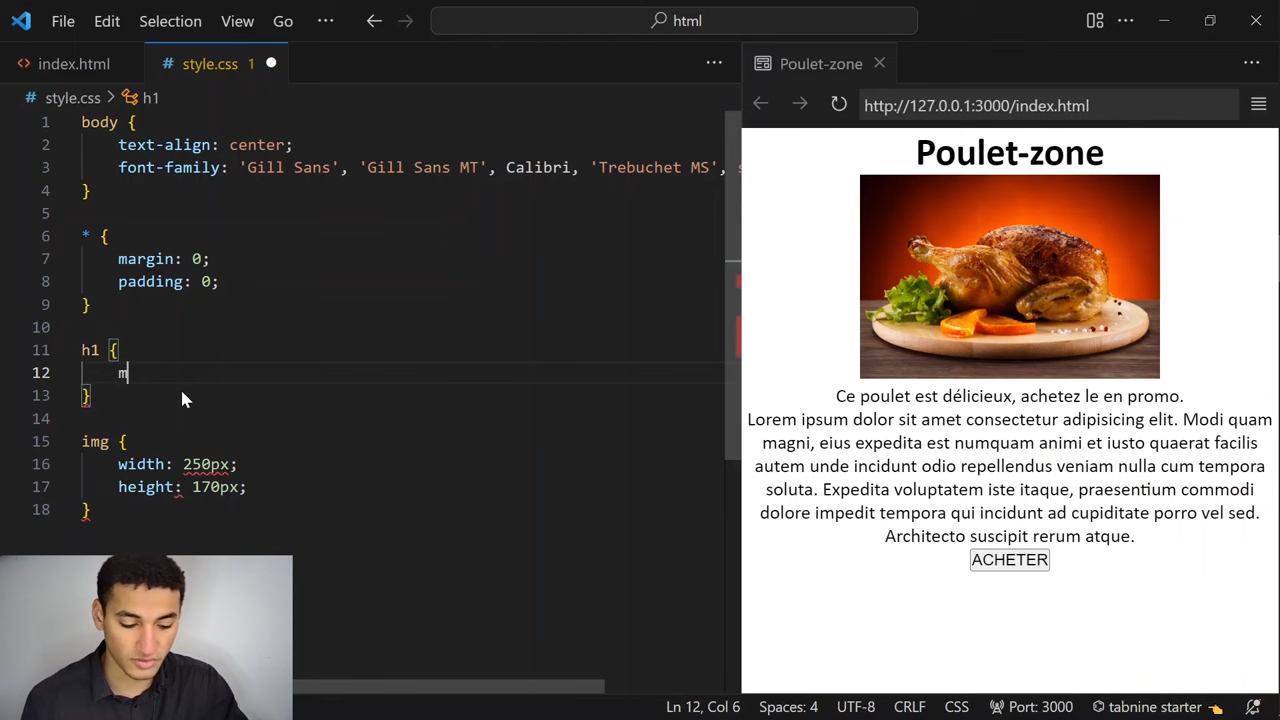 File Edit Selection View Go ··· html
index.html # style.css 1 Poulet-zone
# style.css > h1
http://127.0.0.1:3000/index.html
1 body {
2 text-align: center;
3 font-family: 'Gill Sans', 'Gill Sans MT', Calibri, 'Trebuchet MS',
4 }
5
6 * {
7 margin: 0;
8 padding: 0;
9 }
10
11 h1 {
12 m
13 }
14
15 img {
16 width: 250px;
17 height: 170px;
18 }
Poulet-zone
Ce poulet est délicieux, achetez le en promo.
Lorem ipsum dolor sit amet consectetur adipisicing elit. Modi quam
magni, eius expedita est numquam animi et iusto quaerat facilis
autem unde incidunt odio repellendus veniam nulla cum tempora
soluta. Expedita voluptatem iste itaque, praesentium commodi
dolore impedit tempora qui incidunt ad cupiditate porro vel sed.
Architecto suscipit rerum atque.
ACHETER
Ln 12, Col 6 Spaces: 4 UTF-8 CRLF CSS Port: 3000 tabnine starter